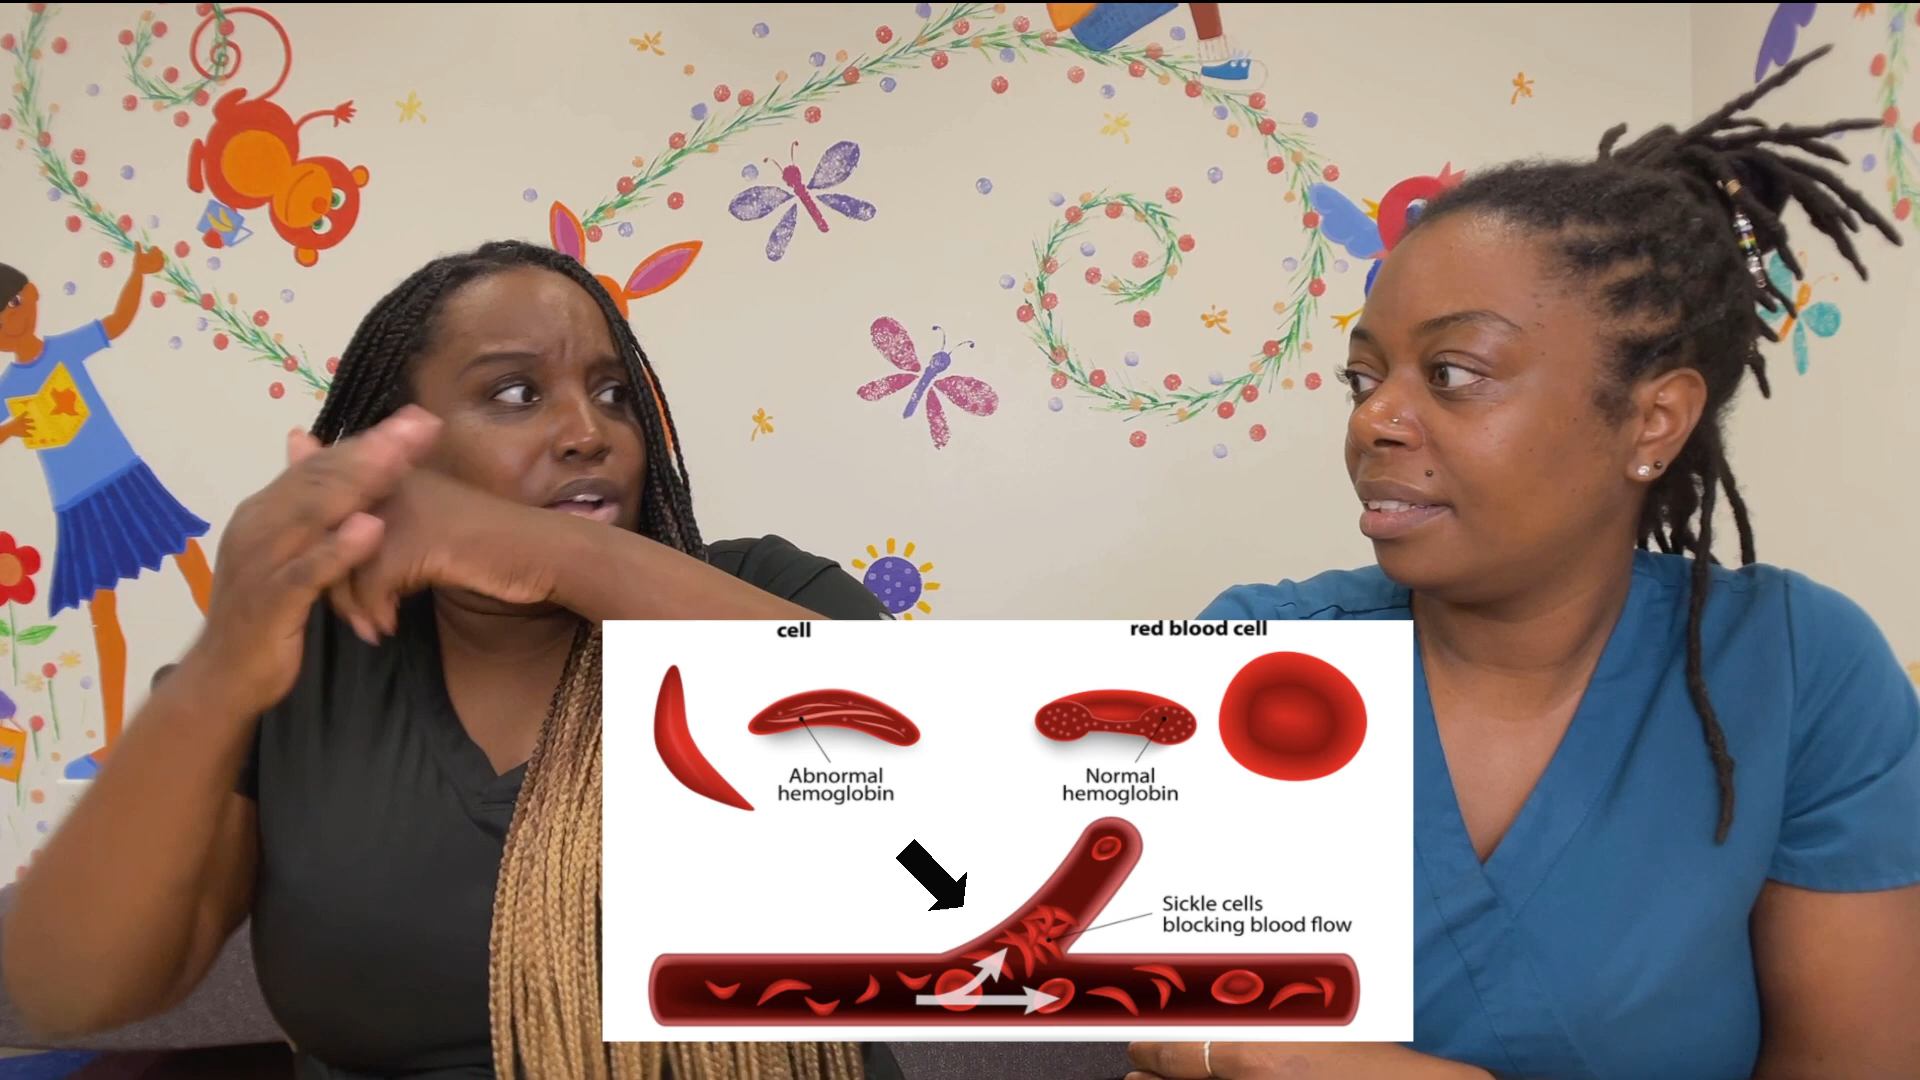 cell
red blood cell
Abnormal
hemoglobin
Normal
hemoglobin
Sickle cells
blocking blood flow